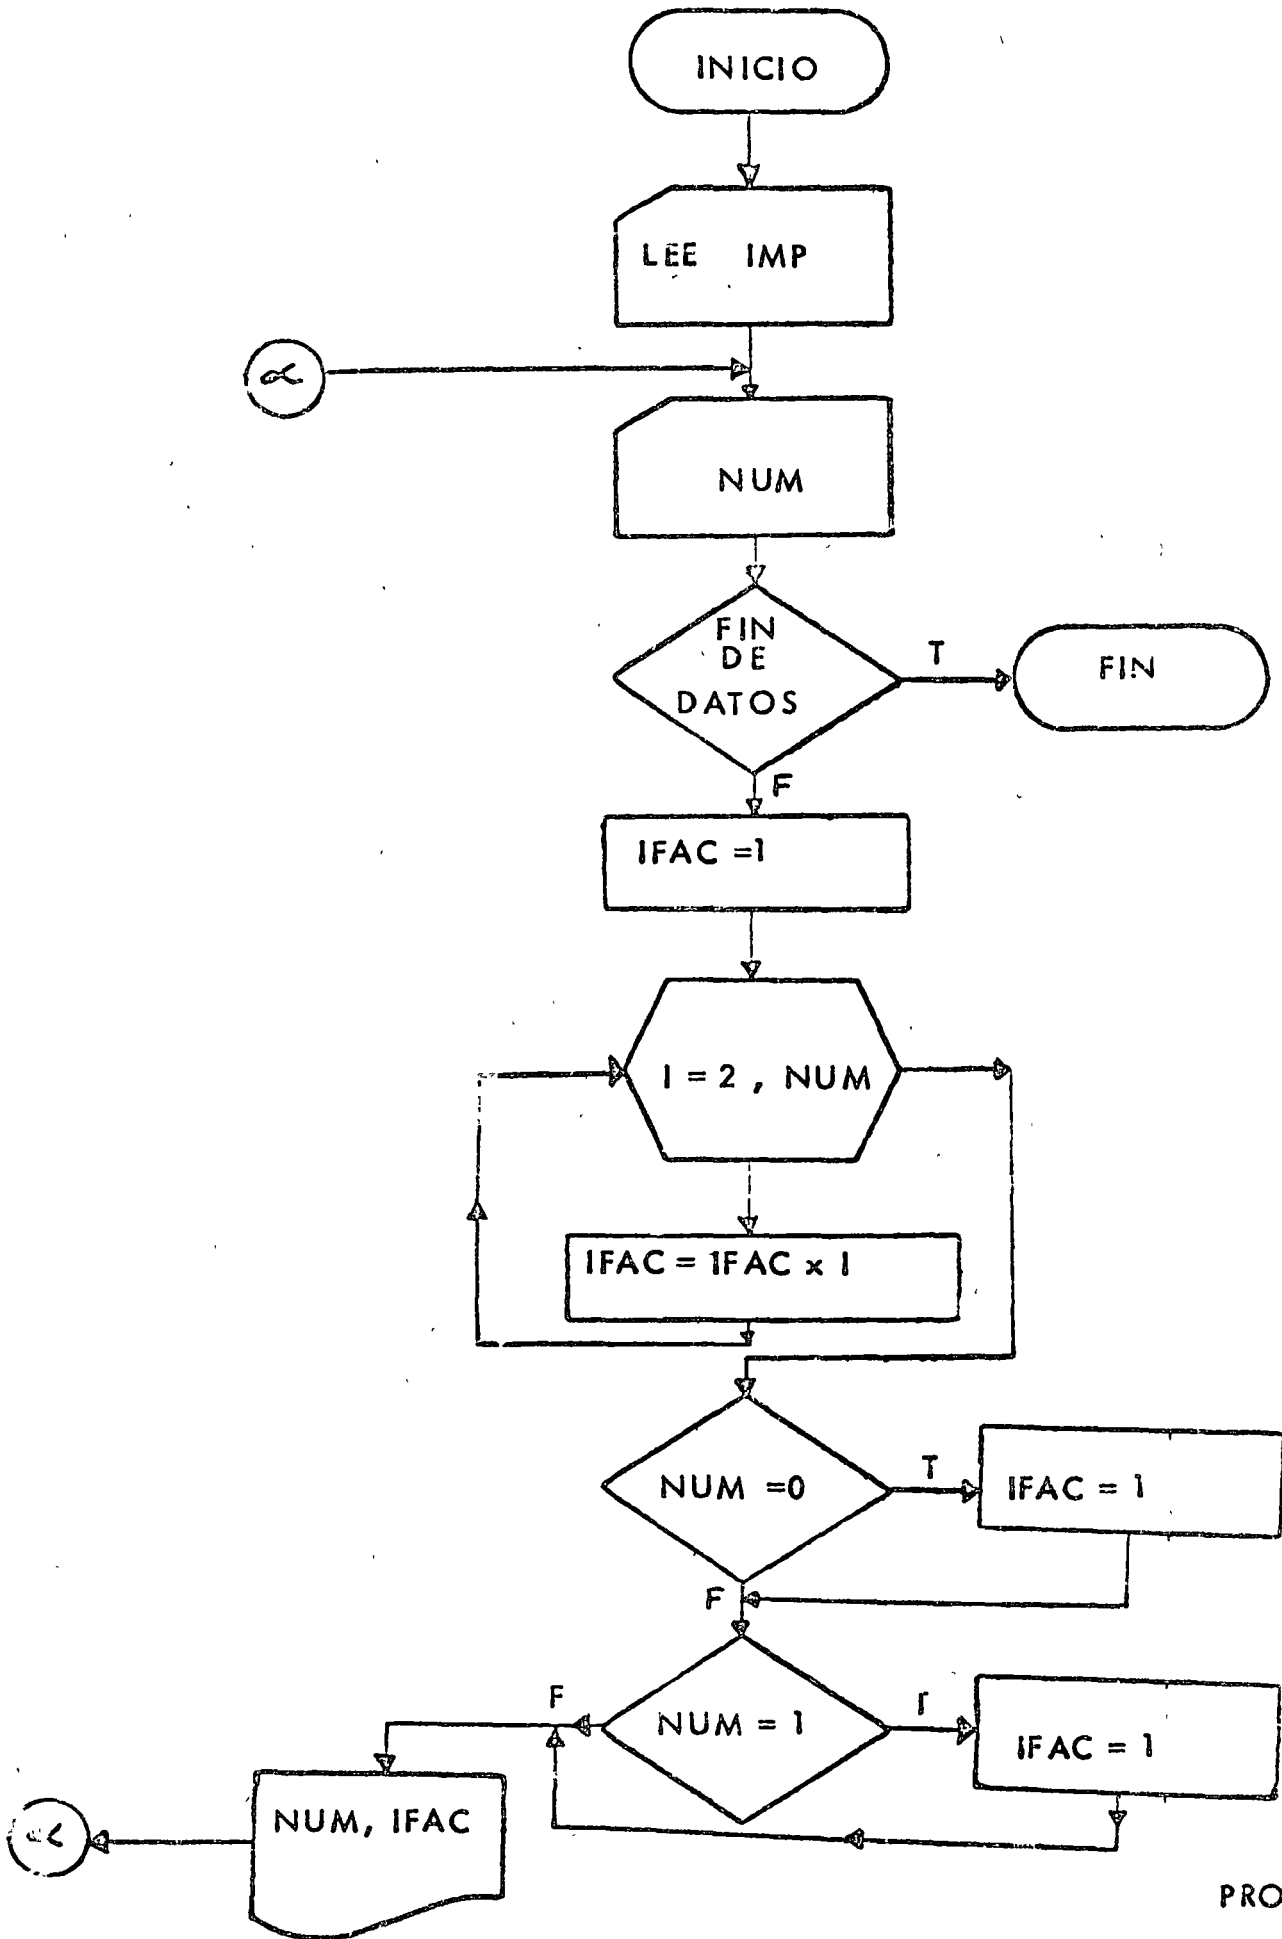 INICIO
LEE IMP
∝
NUM
FIN
DE
DATOS
T
FIN
F
IFAC =1
I = 2 , NUM
IFAC = IFAC x I
NUM =0
T
IFAC = 1
F
F
NUM = 1
T
IFAC = 1
NUM, IFAC
∝
PRO